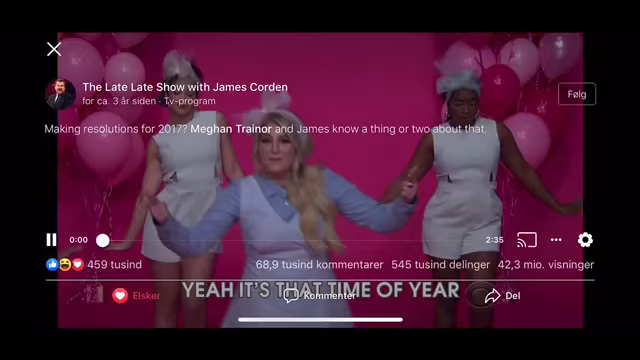 The Late Late Show with James Corden
for ca. 3 år siden · Tv-program
Følg
Making resolutions for 2017? Meghan Trainor and James know a thing or two about that.
0:00
2:35
459 tusind
68,9 tusind kommentarer 545 tusind delinger 42,3 mio. visninger
YEAH IT'S THAT TIME OF YEAR
Elsker
Kommenter
Del